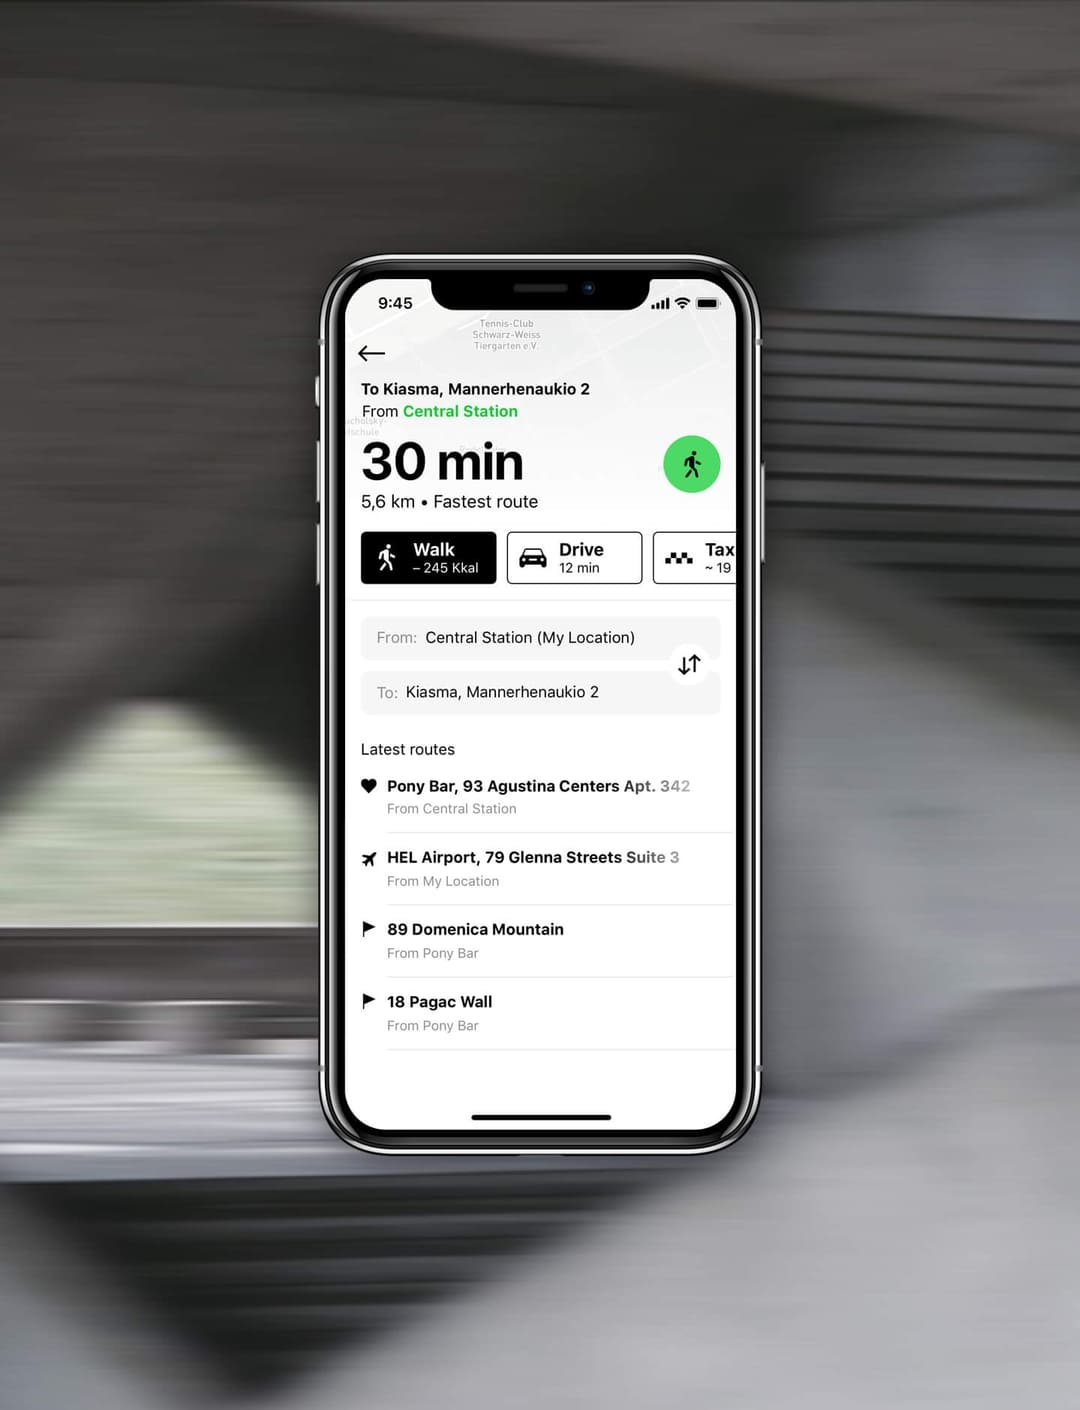 9:45
Tennis-Club
Schwarz-Weiss
Tiergarten e.V.
To Kiasma, Mannerhenaukio 2
From Central Station
30 min
5,6 km • Fastest route
Walk
– 245 Kkal
Drive
12 min
Tax
~ 19
From: Central Station (My Location)
To: Kiasma, Mannerhenaukio 2
Latest routes
Pony Bar, 93 Agustina Centers Apt. 342
From Central Station
HEL Airport, 79 Glenna Streets Suite 3
From My Location
89 Domenica Mountain
From Pony Bar
18 Pagac Wall
From Pony Bar